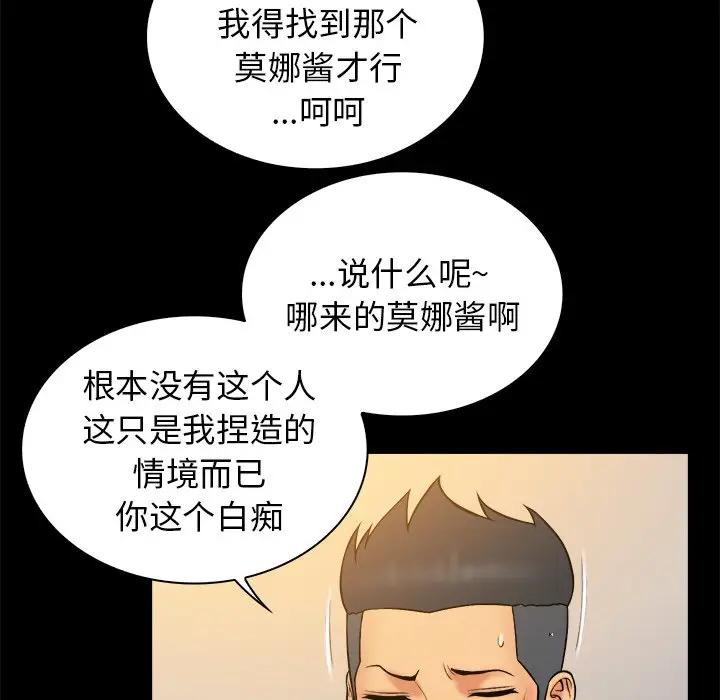 我得找到那个
莫娜酱才行
...呵呵
...说什么呢~
哪来的莫娜酱啊
根本没有这个人
这只是我捏造的
情境而已
你这个白痴